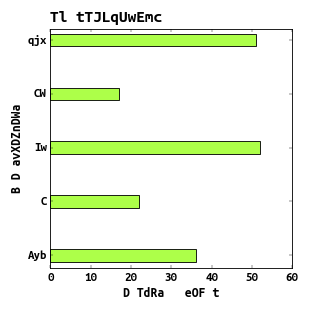 Tl tTJLqUwEmc
qjx
CW
Iw
C
Ayb
B D avXDZnDWa
0 10 20 30 40 50 60
D TdRa eOF t